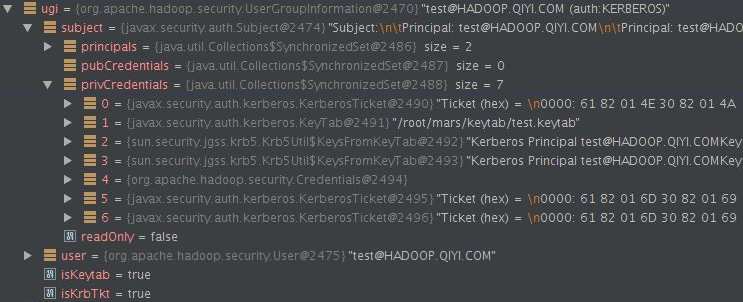 ugi = {org.apache.hadoop.security.UserGroupInformation@2470} "test@HADOOP.QIYI.COM (auth:KERBEROS)"
subject = {javax.security.auth.Subject@2474} "Subject:\n\tPrincipal: test@HADOOP.QIYI.COM\n\tPrincipal: test@HADO
principals = {java.util.Collections$SynchronizedSet@2486} size = 2
pubCredentials = {java.util.Collections$SynchronizedSet@2487} size = 0
privCredentials = {java.util.Collections$SynchronizedSet@2488} size = 7
0 = {javax.security.auth.kerberos.KerberosTicket@2490} "Ticket (hex) = \n0000: 61 82 01 4E 30 82 01 4A
1 = {javax.security.auth.kerberos.KeyTab@2491} "/root/mars/keytab/test.keytab"
2 = {sun.security.jgss.krb5.Krb5Util$KeysFromKeyTab@2492} "Kerberos Principal test@HADOOP.QIYI.COMKey
3 = {sun.security.jgss.krb5.Krb5Util$KeysFromKeyTab@2493} "Kerberos Principal test@HADOOP.QIYI.COMKey
4 = {org.apache.hadoop.security.Credentials@2494}
5 = {javax.security.auth.kerberos.KerberosTicket@2495} "Ticket (hex) = \n0000: 61 82 01 6D 30 82 01 69
6 = {javax.security.auth.kerberos.KerberosTicket@2496} "Ticket (hex) = \n0000: 61 82 01 6D 30 82 01 69
readOnly = false
user = {org.apache.hadoop.security.User@2475} "test@HADOOP.QIYI.COM"
isKeytab = true
isKrbTkt = true